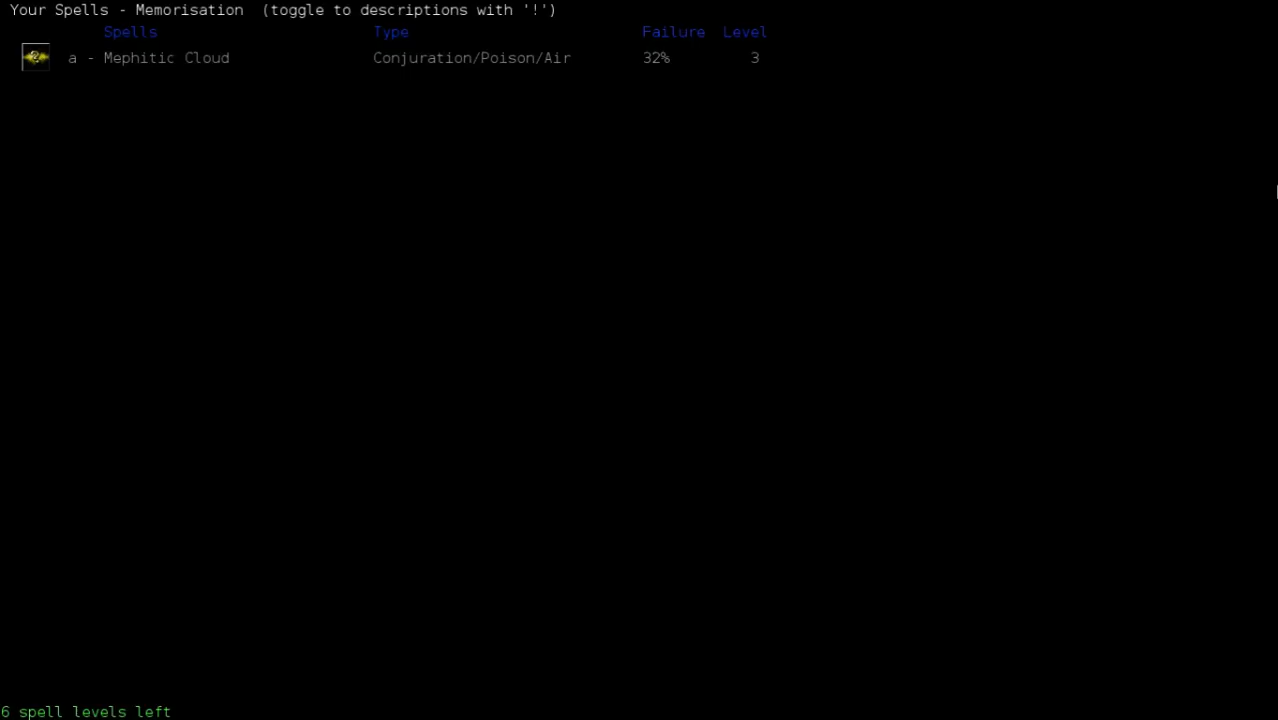 Your Spells - Memorisation  (toggle to descriptions with '!')
Spells Type Failure Level
a - Mephitic Cloud Conjuration/Poison/Air 32% 3
6 spell levels left